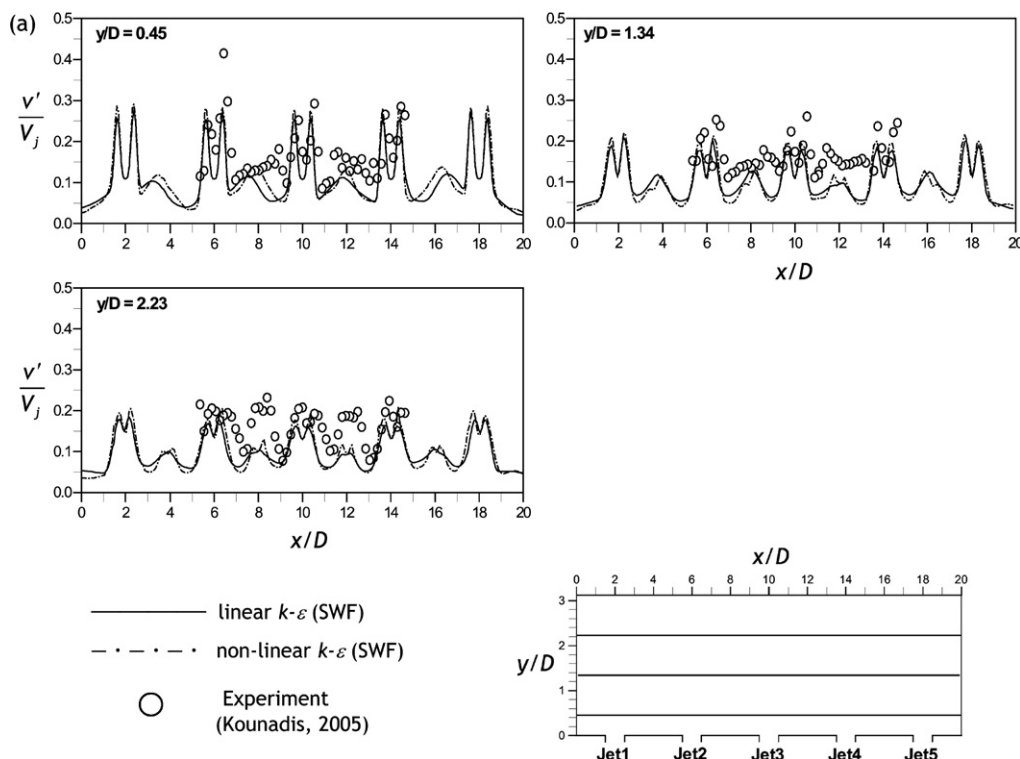 (a)
y/D = 0.45
v'
V_j
0.5
0.4
0.3
0.2
0.1
0.0
0 2 4 6 8 10 12 14 16 18 20
y/D = 1.34
0.5
0.4
0.3
0.2
0.1
0.0
0 2 4 6 8 10 12 14 16 18 20
x/D
y/D = 2.23
v'
V_j
0.5
0.4
0.3
0.2
0.1
0.0
0 2 4 6 8 10 12 14 16 18 20
x/D
linear k-ε (SWF)
non-linear k-ε (SWF)
Experiment
(Kounadis, 2005)
x/D
0 2 4 6 8 10 12 14 16 18 20
y/D
3
2
1
0
Jet1 Jet2 Jet3 Jet4 Jet5